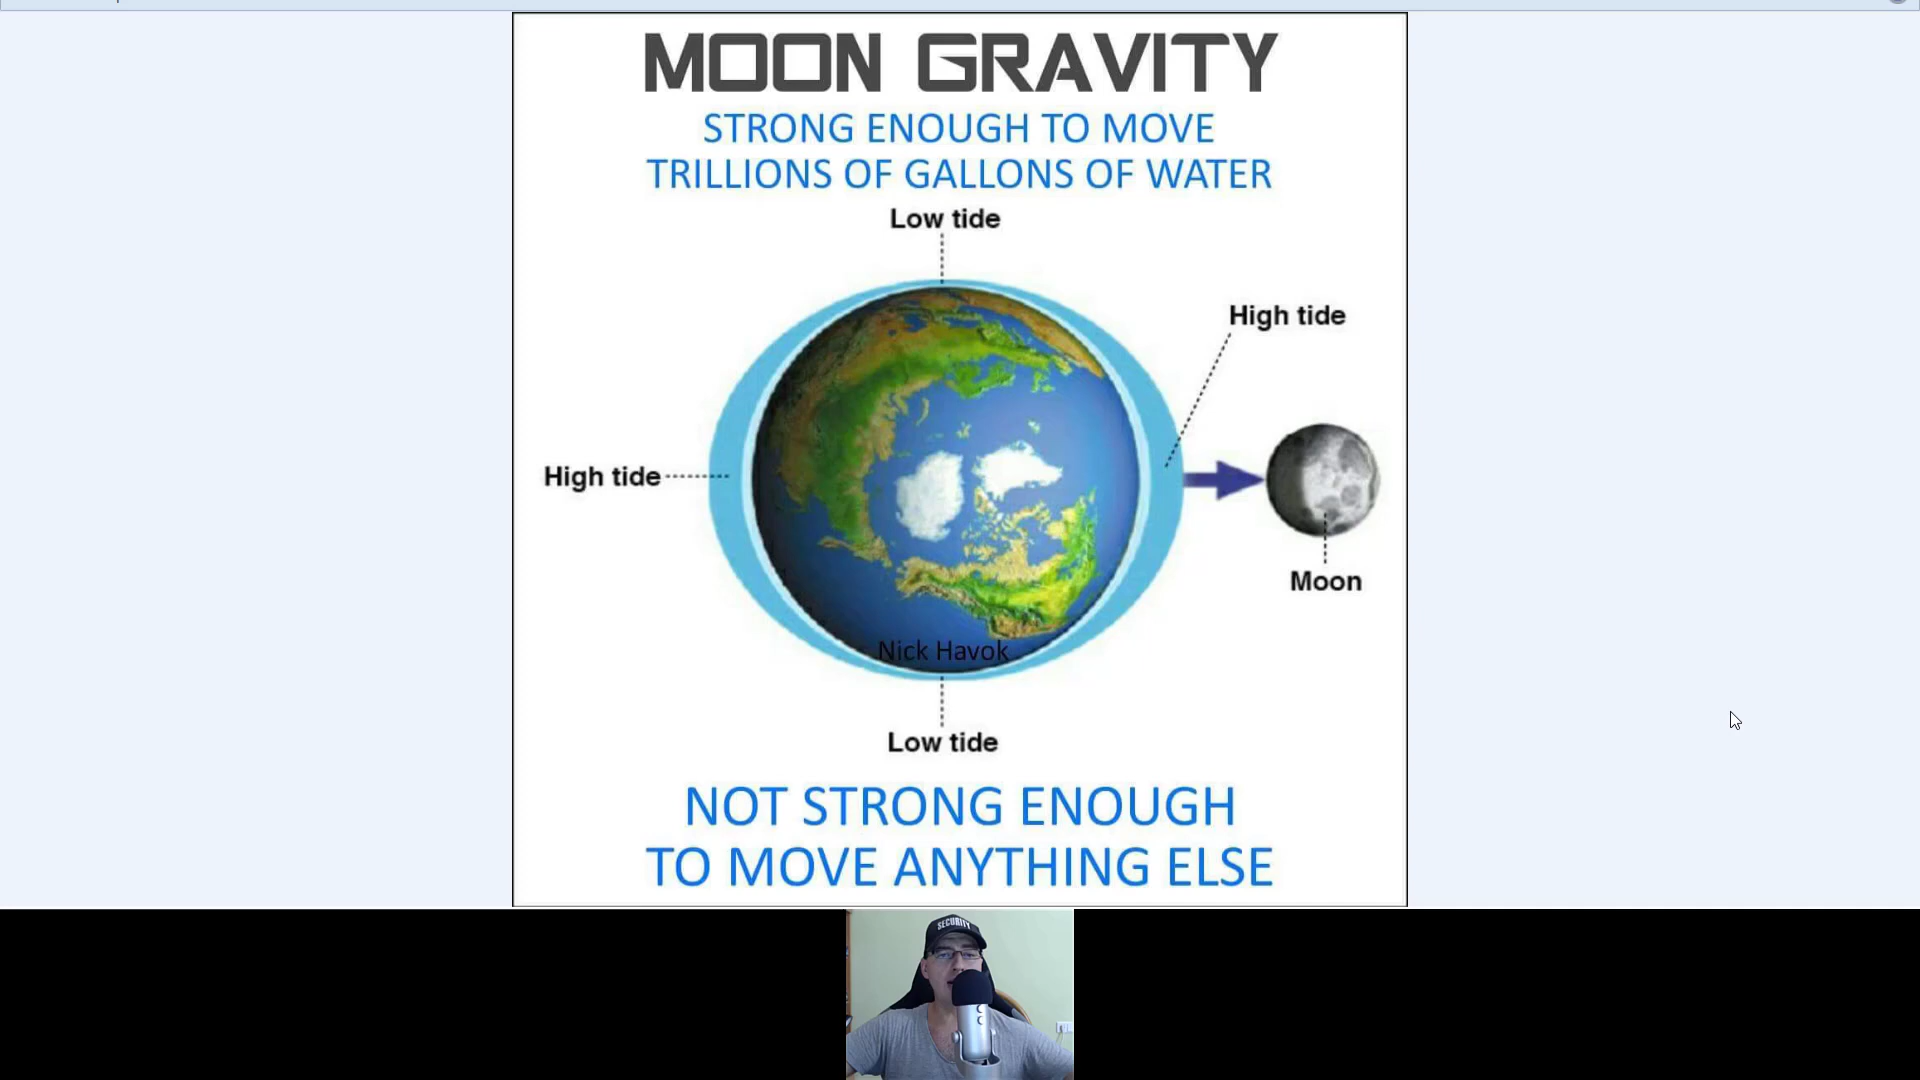 MOON GRAVITY
STRONG ENOUGH TO MOVE
TRILLIONS OF GALLONS OF WATER
Low tide
High tide
High tide
Moon
Nick Havok
Low tide
NOT STRONG ENOUGH
TO MOVE ANYTHING ELSE
SECURITY